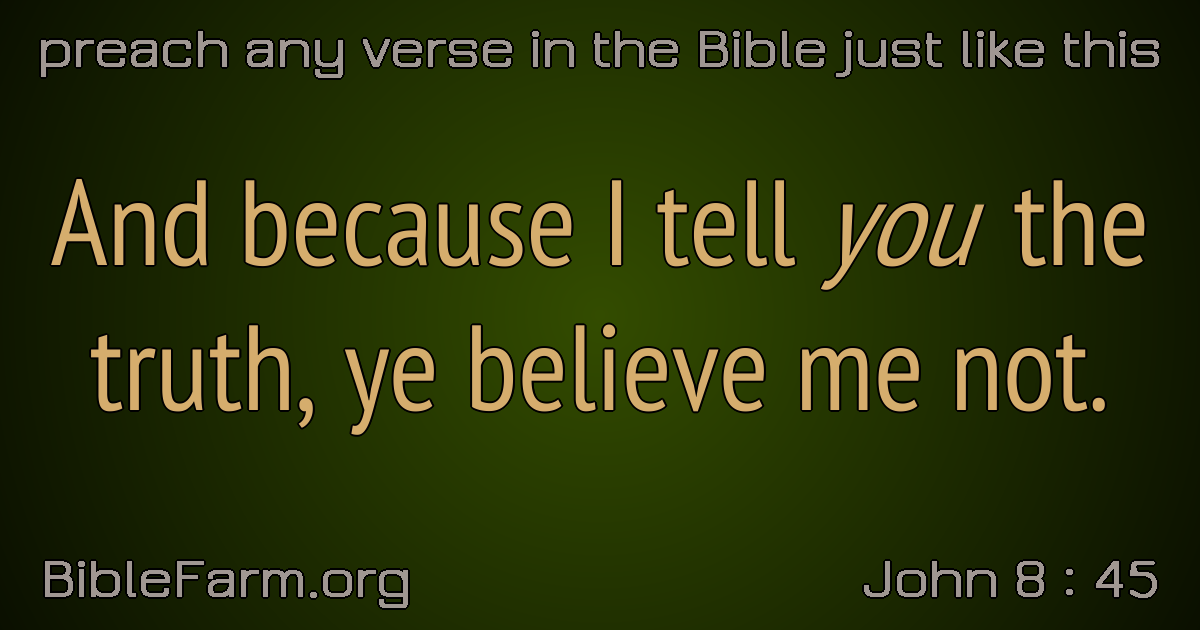 preach any verse in the Bible just like this
And because I tell you the
truth, ye believe me not.
BibleFarm.org
John 8 : 45